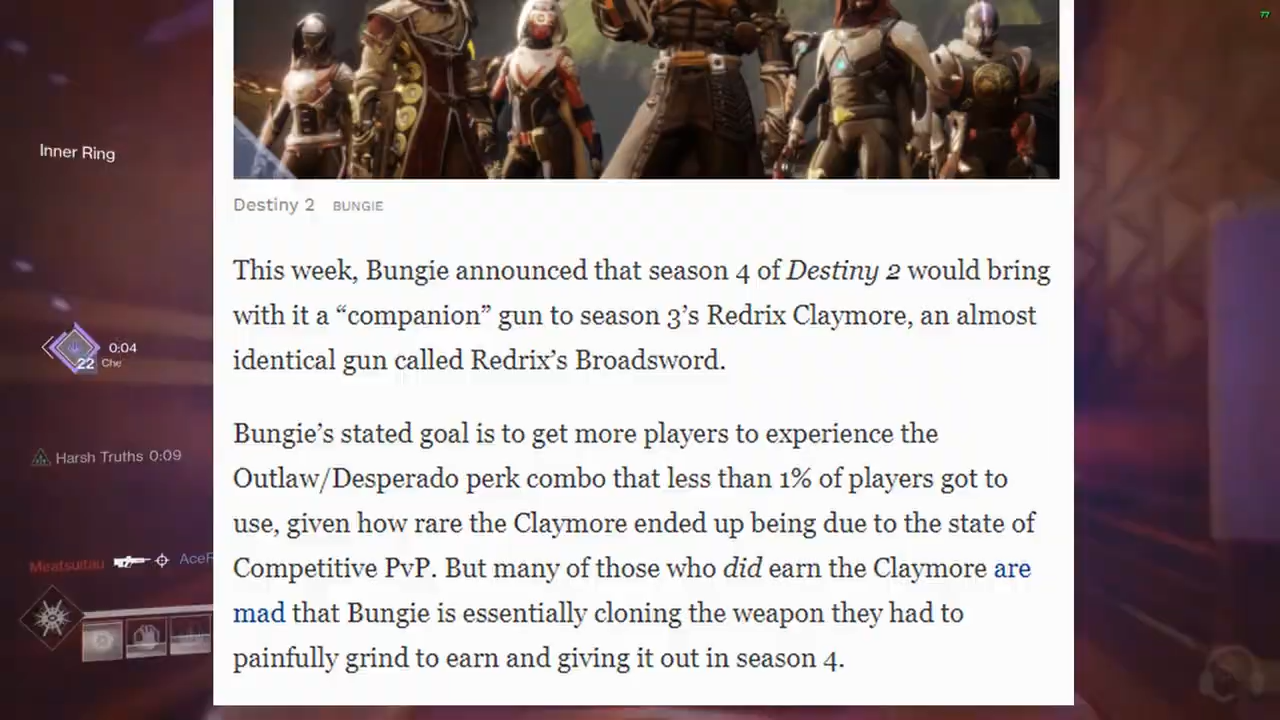 77
Inner Ring
Destiny 2 BUNGIE
This week, Bungie announced that season 4 of Destiny 2 would bring
with it a “companion” gun to season 3’s Redrix Claymore, an almost
identical gun called Redrix’s Broadsword.
0:04
22 Che
Bungie’s stated goal is to get more players to experience the
Outlaw/Desperado perk combo that less than 1% of players got to
use, given how rare the Claymore ended up being due to the state of
Competitive PvP. But many of those who did earn the Claymore are
mad that Bungie is essentially cloning the weapon they had to
painfully grind to earn and giving it out in season 4.
Harsh Truths 0:09
Meatsuitau AceR